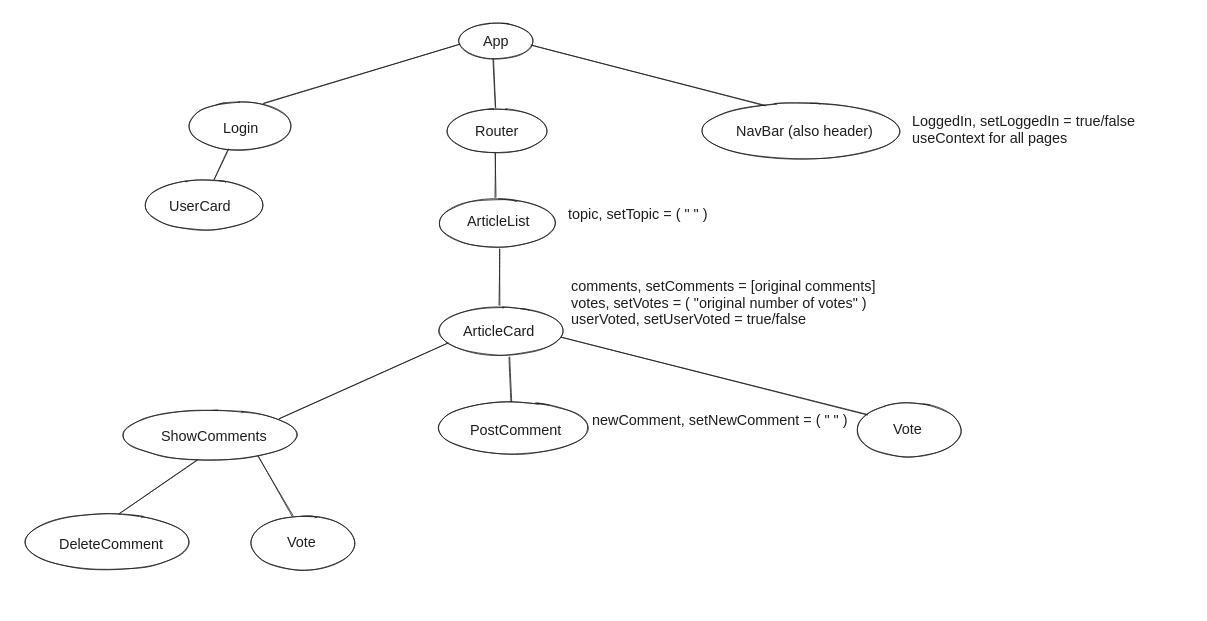 App
Login
Router
NavBar (also header)
LoggedIn, setLoggedIn = true/false
useContext for all pages
UserCard
ArticleList
topic, setTopic = ( " " )
comments, setComments = [original comments]
votes, setVotes = ( "original number of votes" )
userVoted, setUserVoted = true/false
ArticleCard
ShowComments
PostComment
newComment, setNewComment = ( " " )
Vote
DeleteComment
Vote